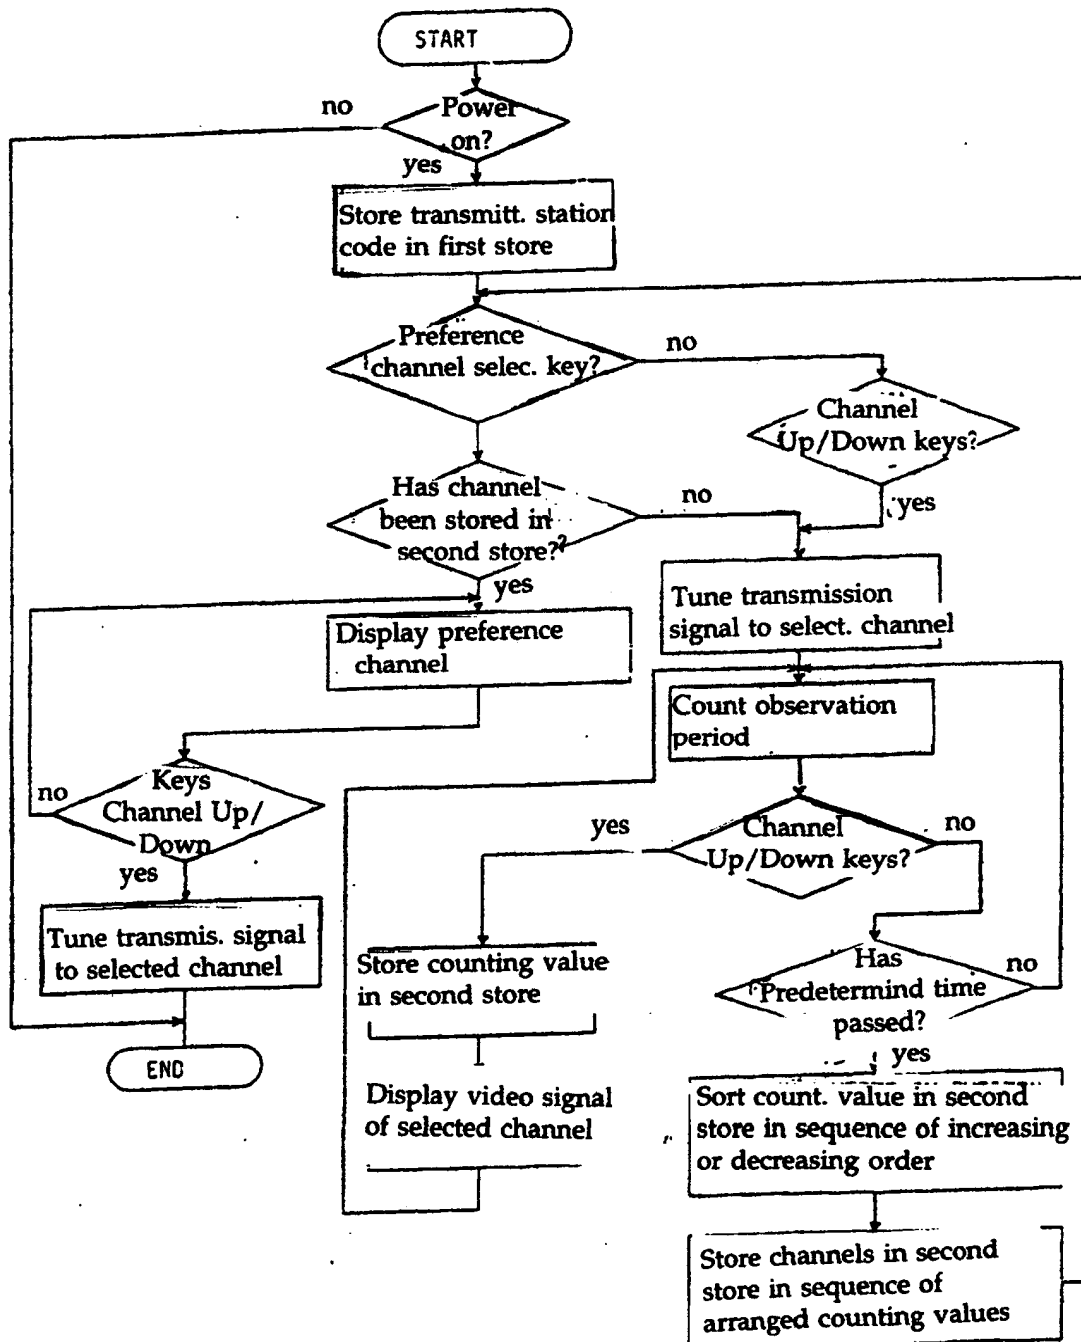 START
no
Power
on?
yes
Store transmitt. station
code in first store
Preference
channel selec. key?
no
Channel
Up/Down keys?
yes
Has channel
been stored in
second store??
no
yes
Tune transmission
signal to select. channel
Display preference
channel
Count observation
period
Keys
Channel Up/
Down
no
yes
Channel
Up/Down keys?
yes
no
Tune transmis. signal
to selected channel
Store counting value
in second store
Has
Predetermind time
passed?
no
yes
END
Display video signal
of selected channel
Sort count. value in second
store in sequence of increasing
or decreasing order
Store channels in second
store in sequence of
arranged counting values